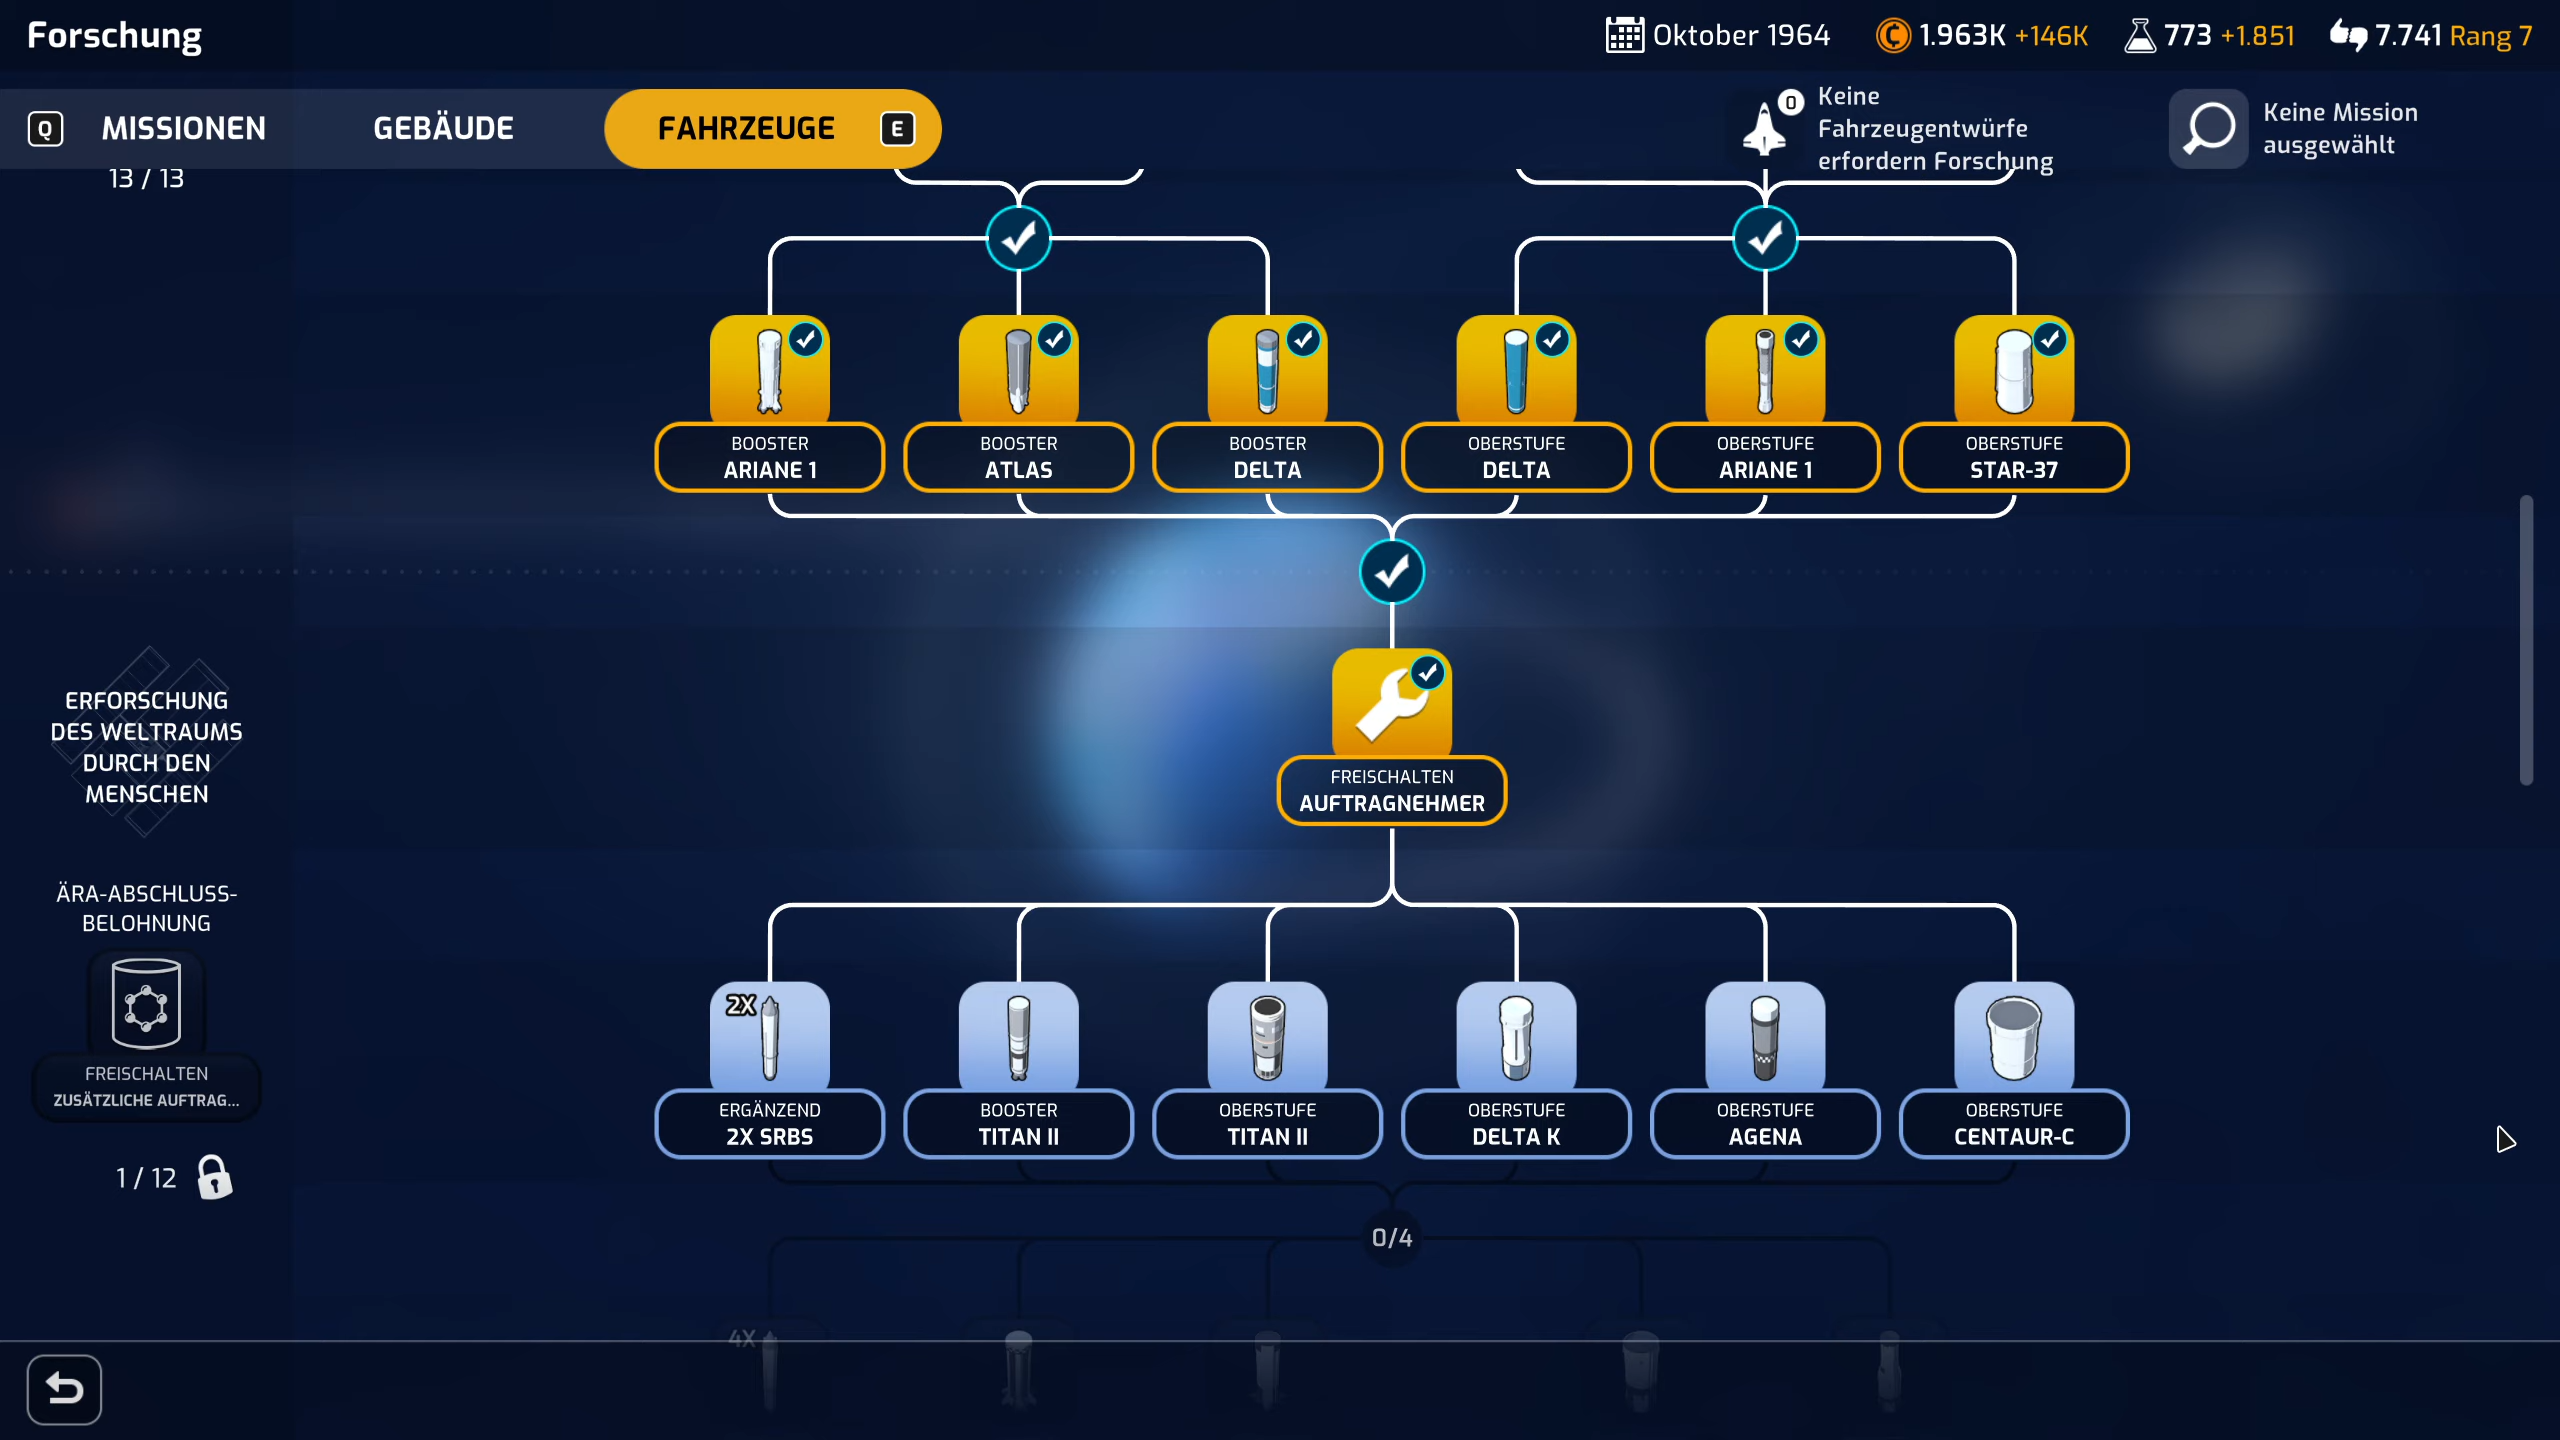 Forschung
Oktober 1964
1.963K +146K
773 +1.851
7.741 Rang 7
Q MISSIONEN
GEBÄUDE
FAHRZEUGE E
0
Keine
Fahrzeugentwürfe
erfordern Forschung
Keine Mission
ausgewählt
13 / 13
BOOSTER
ARIANE 1
BOOSTER
ATLAS
BOOSTER
DELTA
OBERSTUFE
DELTA
OBERSTUFE
ARIANE 1
OBERSTUFE
STAR-37
ERFORSCHUNG
DES WELTRAUMS
DURCH DEN
MENSCHEN
FREISCHALTEN
AUFTRAGNEHMER
ÄRA-ABSCHLUSS-
BELOHNUNG
FREISCHALTEN
ZUSÄTZLICHE AUFTRAG...
1 / 12
2X
ERGÄNZEND
2X SRBS
BOOSTER
TITAN II
OBERSTUFE
TITAN II
OBERSTUFE
DELTA K
OBERSTUFE
AGENA
OBERSTUFE
CENTAUR-C
0/4
4X